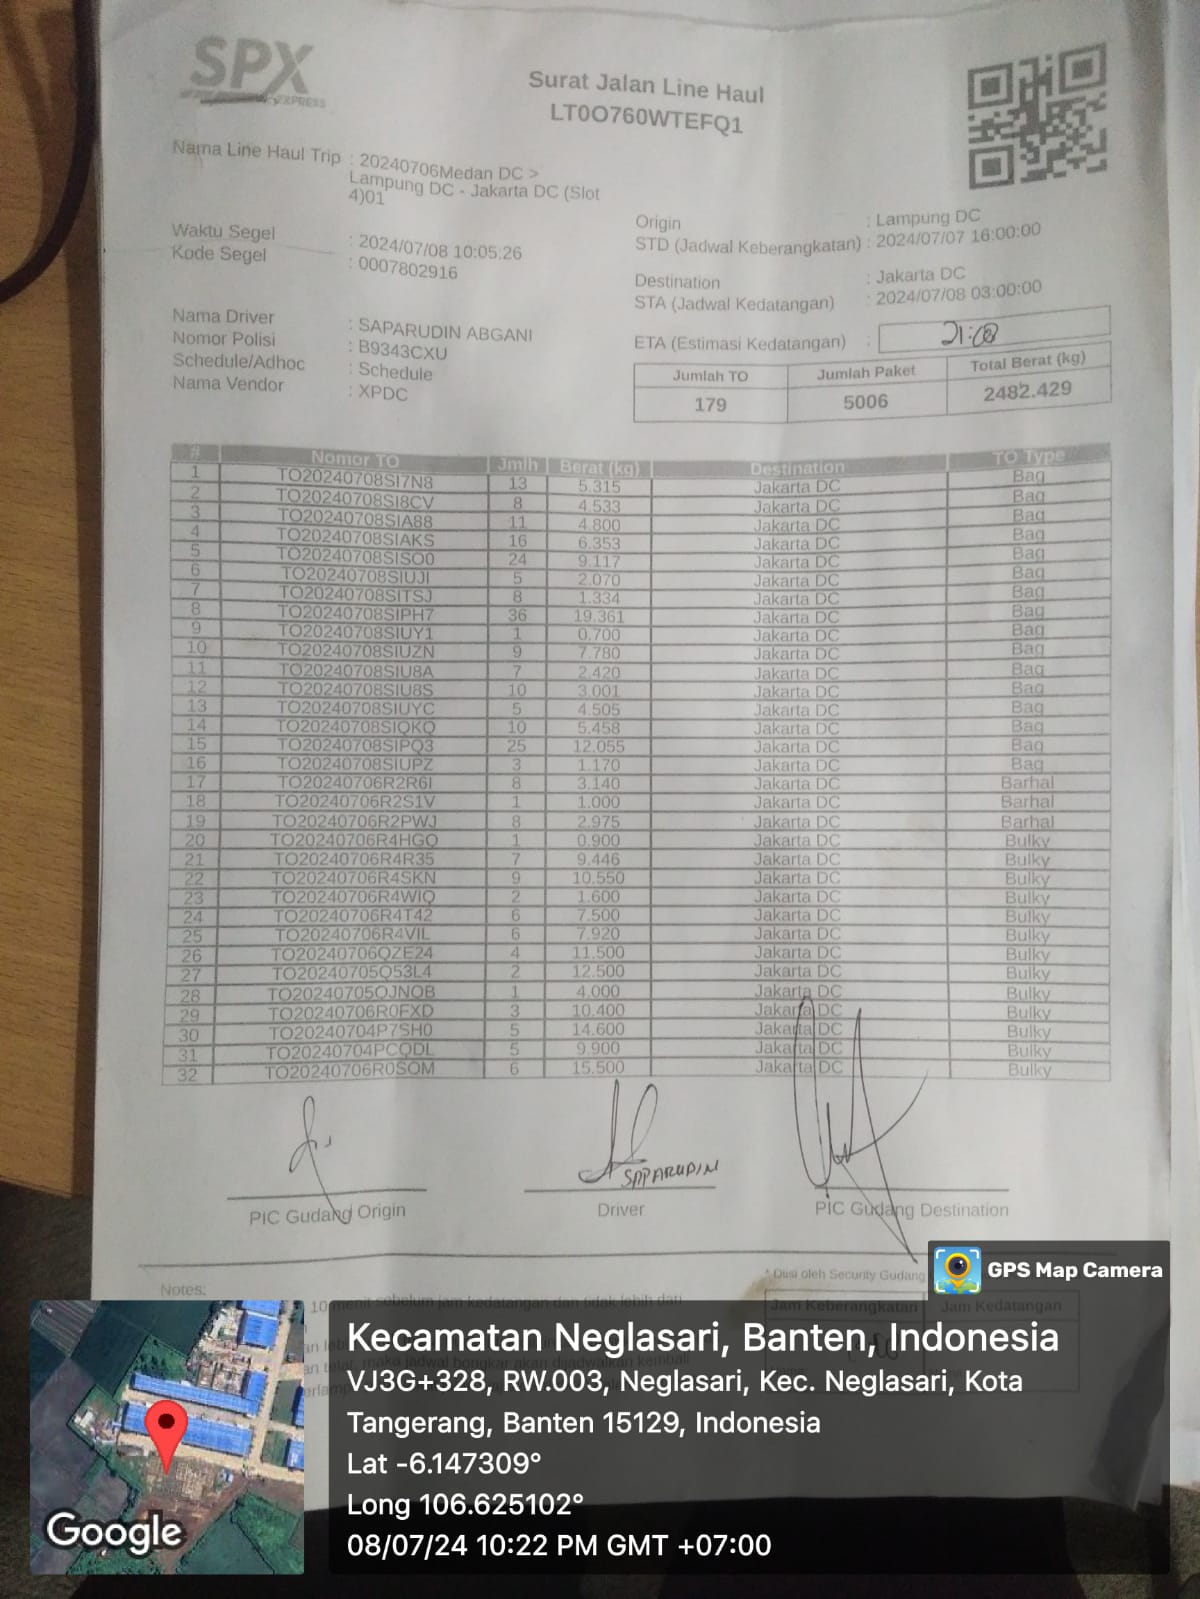 SPX
EXPRESS
Surat Jalan Line Haul
LT0O760WTEFQ1
Nama Line Haul Trip : 20240706Medan DC >
Lampung DC - Jakarta DC (Slot
4)01
Waktu Segel : 2024/07/08 10:05:26
Kode Segel : 0007802916
Nama Driver : SAPARUDIN ABGANI
Nomor Polisi : B9343CXU
Schedule/Adhoc : Schedule
Nama Vendor : XPDC
Origin : Lampung DC
STD (Jadwal Keberangkatan) : 2024/07/07 16:00:00
Destination : Jakarta DC
STA (Jadwal Kedatangan) : 2024/07/08 03:00:00
ETA (Estimasi Kedatangan) :
Jumlah TO Jumlah Paket Total Berat (kg)
179 5006 2482.429
# Nomor TO Jmlh Berat (kg) Destination TO Type
1 TO20240708SI7N8 13 5.315 Jakarta DC Bag
2 TO20240708SI8CV 8 4.533 Jakarta DC Bag
3 TO20240708SIA88 11 4.800 Jakarta DC Bag
4 TO20240708SIAKS 16 6.353 Jakarta DC Bag
5 TO20240708SISO0 24 9.117 Jakarta DC Bag
6 TO20240708SIUJI 5 2.070 Jakarta DC Bag
7 TO20240708SITSJ 8 1.334 Jakarta DC Bag
8 TO20240708SIPH7 36 19.361 Jakarta DC Bag
9 TO20240708SIUY1 1 0.700 Jakarta DC Bag
10 TO20240708SIUZN 9 7.780 Jakarta DC Bag
11 TO20240708SIU8A 7 2.420 Jakarta DC Bag
12 TO20240708SIU8S 10 3.001 Jakarta DC Bag
13 TO20240708SIUYC 5 4.505 Jakarta DC Bag
14 TO20240708SIQKQ 10 5.458 Jakarta DC Bag
15 TO20240708SIPQ3 25 12.055 Jakarta DC Bag
16 TO20240708SIUPZ 3 1.170 Jakarta DC Bag
17 TO20240706R2R6I 8 3.140 Jakarta DC Barhal
18 TO20240706R2S1V 1 1.000 Jakarta DC Barhal
19 TO20240706R2PWJ 8 2.975 Jakarta DC Barhal
20 TO20240706R4HGQ 1 0.900 Jakarta DC Bulky
21 TO20240706R4R35 7 9.446 Jakarta DC Bulky
22 TO20240706R4SKN 9 10.550 Jakarta DC Bulky
23 TO20240706R4WIQ 2 1.600 Jakarta DC Bulky
24 TO20240706R4T42 6 7.500 Jakarta DC Bulky
25 TO20240706R4VIL 6 7.920 Jakarta DC Bulky
26 TO20240706QZE24 4 11.500 Jakarta DC Bulky
27 TO20240705Q53L4 2 12.500 Jakarta DC Bulky
28 TO20240705QJNOB 1 4.000 Jakarta DC Bulky
29 TO20240706R0FXD 3 10.400 Jakarta DC Bulky
30 TO20240704P7SH0 5 14.600 Jakarta DC Bulky
31 TO20240704PCQDL 5 9.900 Jakarta DC Bulky
32 TO20240706R0SOM 6 15.500 Jakarta DC Bulky
SAPARUDIN
PIC Gudang Origin Driver PIC Gudang Destination
* Diisi oleh Security Gudang
Notes:
10 menit sebelum jam kedatangan dan tidak lebih dari
Jam Keberangkatan Jam Kedatangan
GPS Map Camera
Kecamatan Neglasari, Banten, Indonesia
VJ3G+328, RW.003, Neglasari, Kec. Neglasari, Kota
Tangerang, Banten 15129, Indonesia
Lat -6.147309°
Long 106.625102°
08/07/24 10:22 PM GMT +07:00
Google